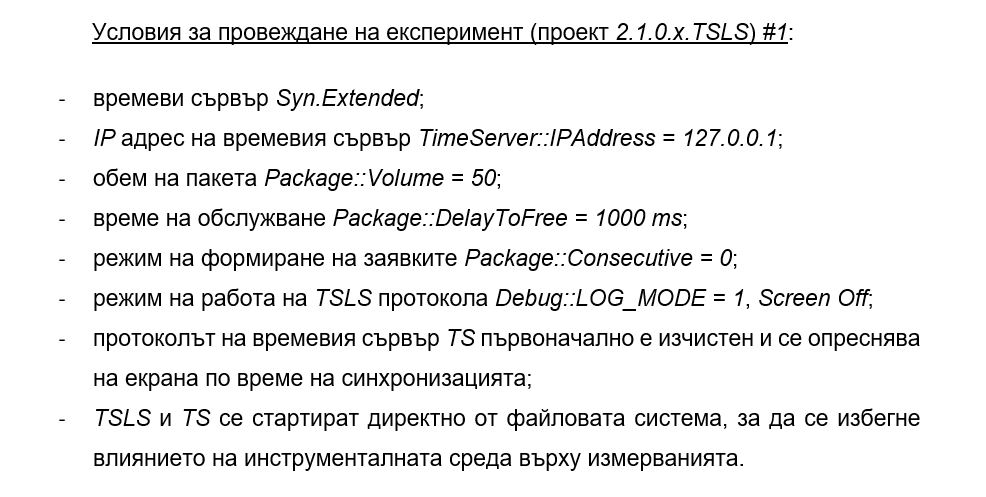 Условия за провеждане на експеримент (проект 2.1.0.x.TSLS) #1:
- времеви сървър Syn.Extended;
- IP адрес на времевия сървър TimeServer::IPAddress = 127.0.0.1;
- обем на пакета Package::Volume = 50;
- време на обслужване Package::DelayToFree = 1000 ms;
- режим на формиране на заявките Package::Consecutive = 0;
- режим на работа на TSLS протокола Debug::LOG_MODE = 1, Screen Off;
- протоколът на времевия сървър TS първоначално е изчистен и се опреснява
на екрана по време на синхронизацията;
- TSLS и TS се стартират директно от файловата система, за да се избегне
влиянието на инструменталната среда върху измерванията.